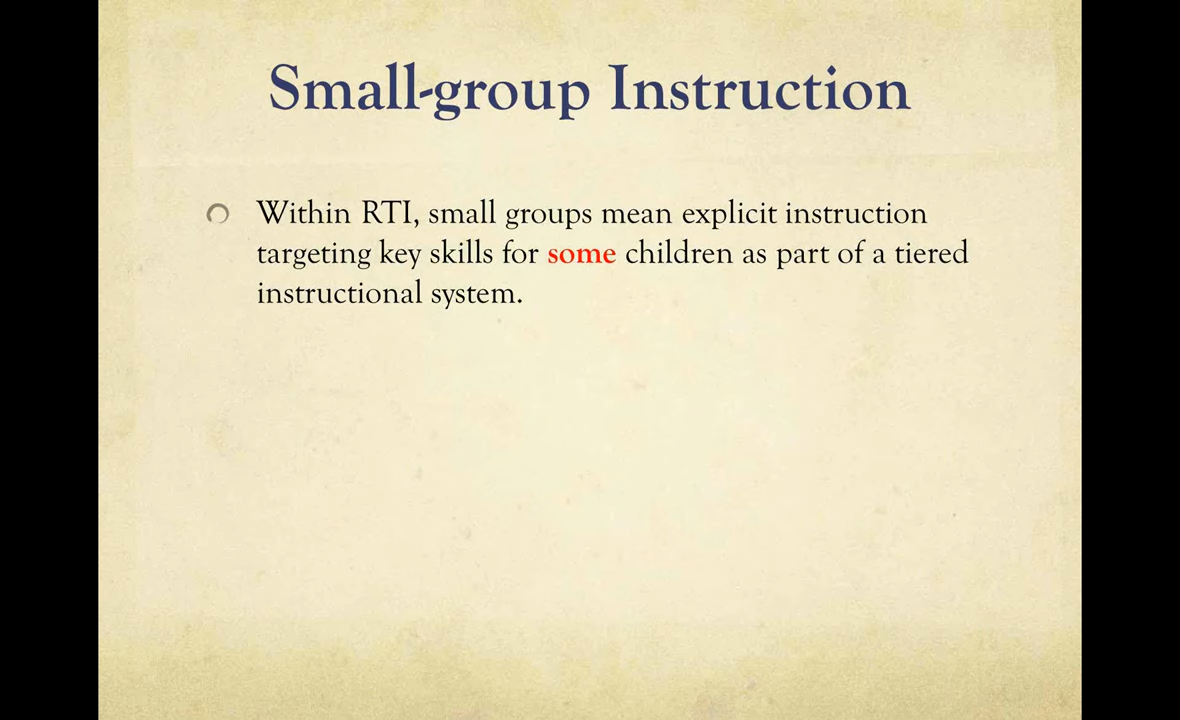 Small-group Instruction
Within RTI, small groups mean explicit instruction
targeting key skills for some children as part of a tiered
instructional system.